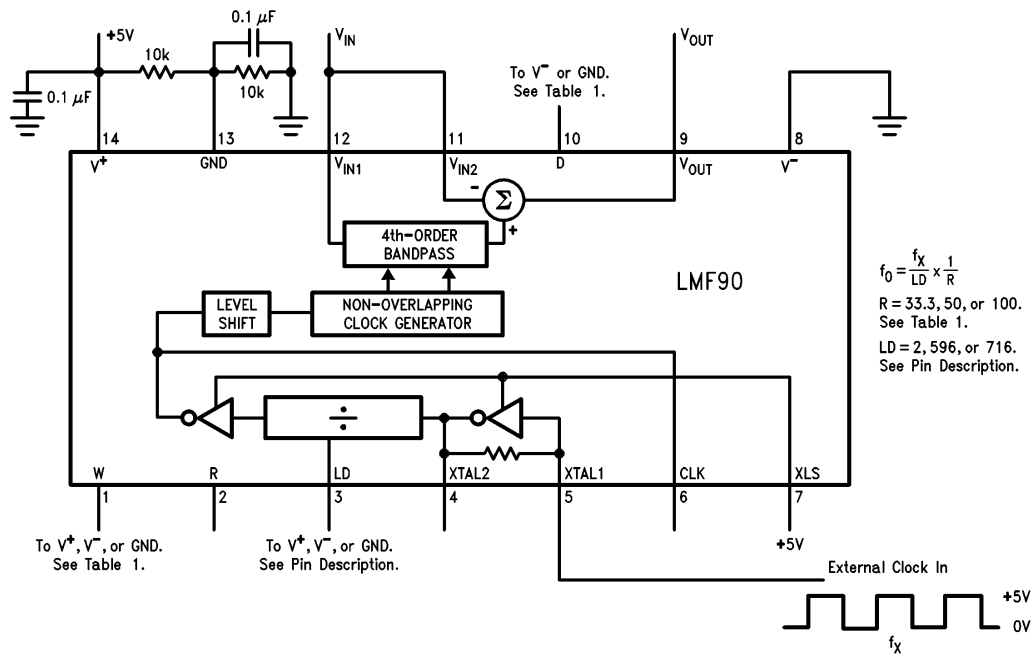 +5V
10k
0.1 μF
10k
0.1 μF
V_IN
To V⁻ or GND.
See Table 1.
V_OUT
14
13
12
11
10
9
8
V⁺
GND
V_IN1
V_IN2
D
V_OUT
V⁻
-
Σ
+
4th-ORDER
BANDPASS
LMF90
LEVEL
SHIFT
NON-OVERLAPPING
CLOCK GENERATOR
f₀ = f_X/LD x 1/R
R = 33.3, 50, or 100.
See Table 1.
LD = 2, 596, or 716.
See Pin Description.
÷
W
R
LD
XTAL2
XTAL1
CLK
XLS
1
2
3
4
5
6
7
To V⁺, V⁻, or GND.
See Table 1.
To V⁺, V⁻, or GND.
See Pin Description.
+5V
External Clock In
+5V
0V
f_X